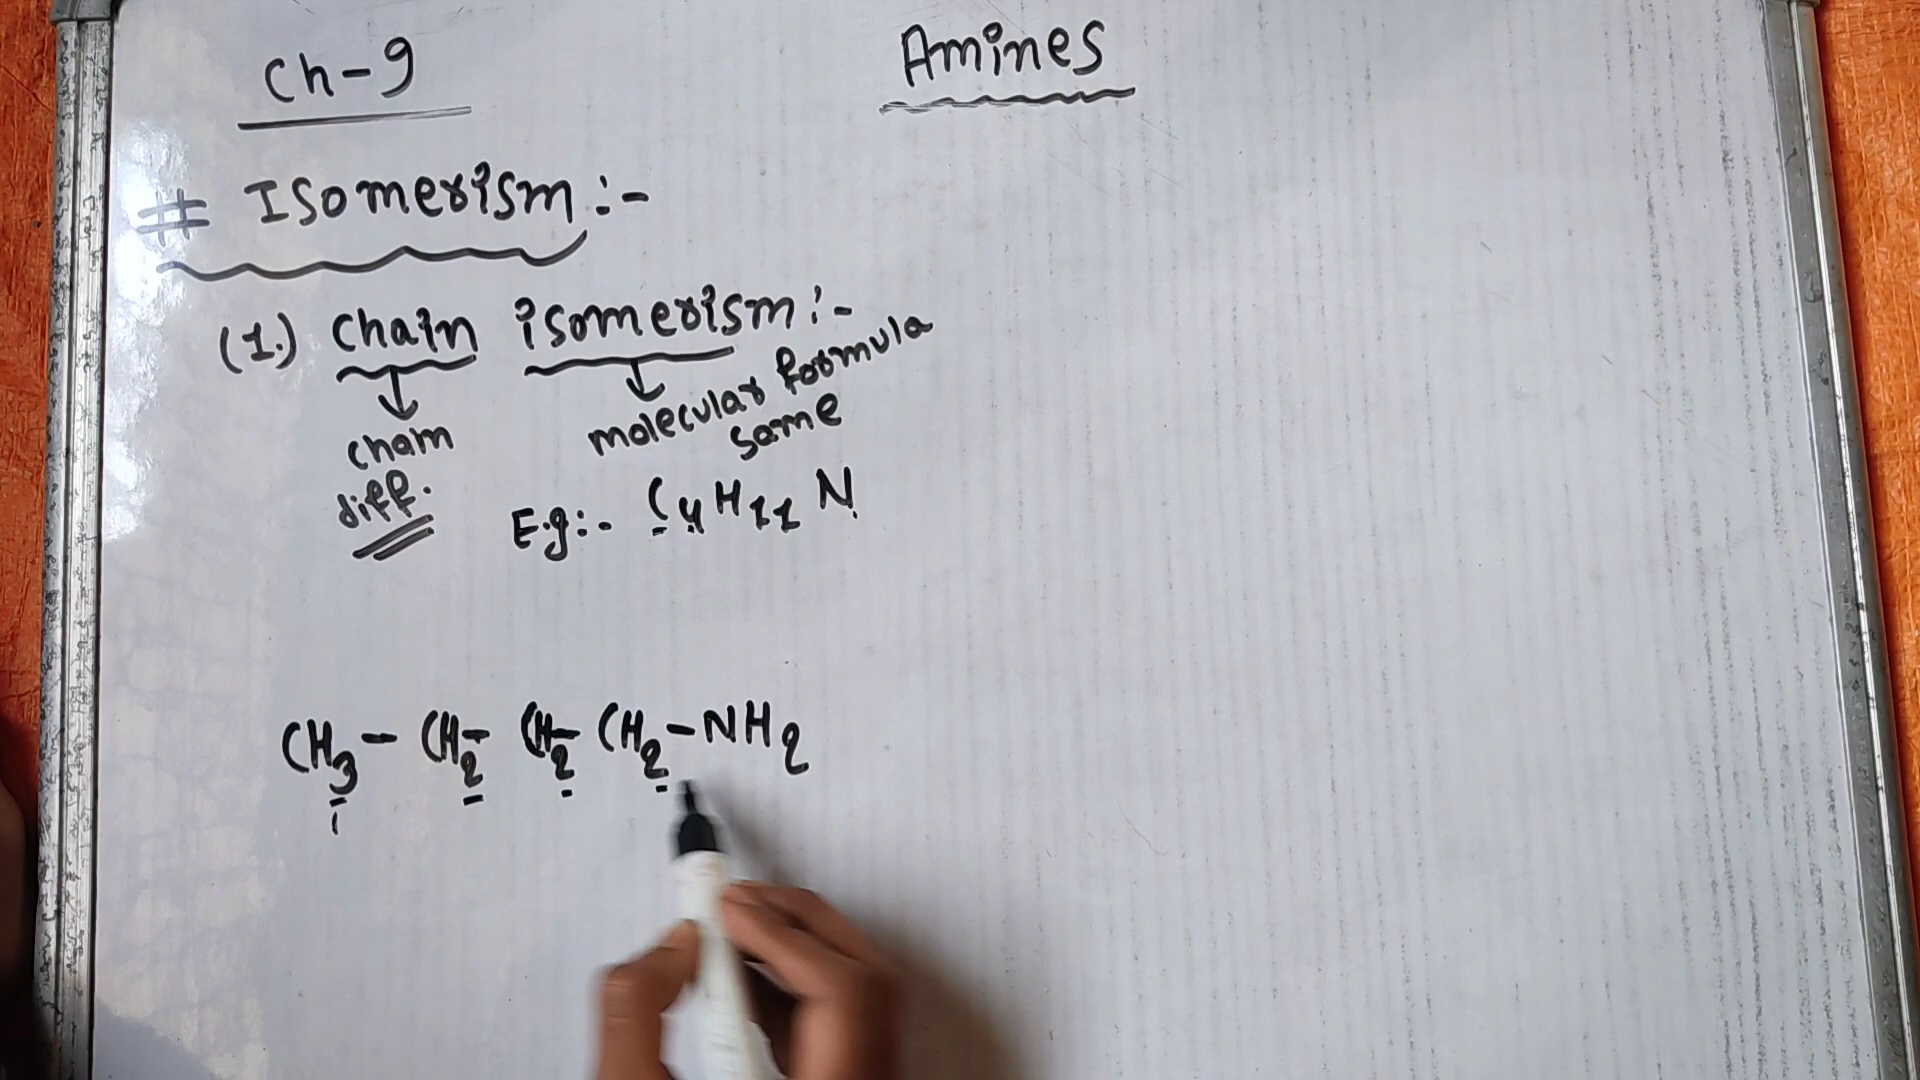 Ch-9
Amines
# Isomerism:-
(1.) Chain isomerism:-
chain
diff.
molecular formula
same
E.g:- C4H11N
CH3-CH2-CH2-CH2-NH2